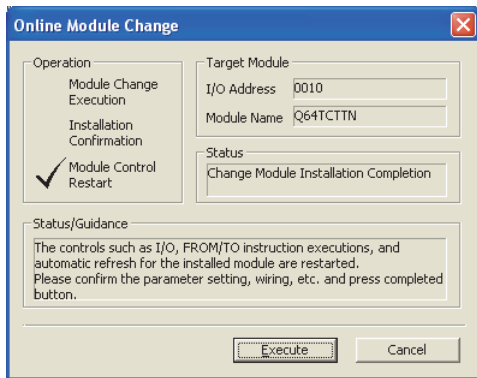 Online Module Change
Operation
Module Change
Execution
Installation
Confirmation
Module Control
Restart
Target Module
I/O Address 0010
Module Name Q64TCTTN
Status
Change Module Installation Completion
Status/Guidance
The controls such as I/O, FROM/TO instruction executions, and
automatic refresh for the installed module are restarted.
Please confirm the parameter setting, wiring, etc. and press completed
button.
Execute Cancel